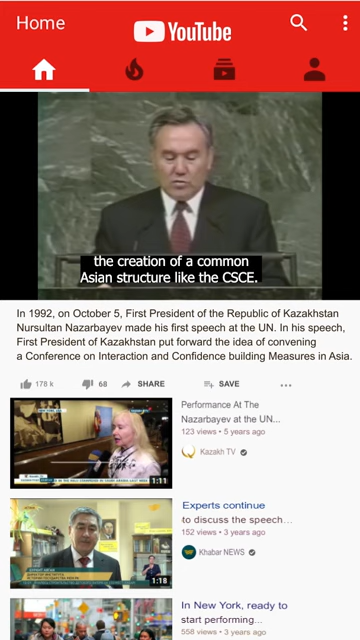 Home
YouTube
the creation of a common
Asian structure like the CSCE.
In 1992, on October 5, First President of the Republic of Kazakhstan
Nursultan Nazarbayev made his first speech at the UN. In his speech,
First President of Kazakhstan put forward the idea of convening
a Conference on Interaction and Confidence building Measures in Asia.
178 k
68
SHARE
SAVE
Performance At The
Nazarbayev at the UN...
123 views • 5 years ago
Kazakh TV
1:11
Experts continue
to discuss the speech...
152 views • 3 years ago
Khabar NEWS
1:18
In New York, ready to
start performing...
558 views • 3 years ago